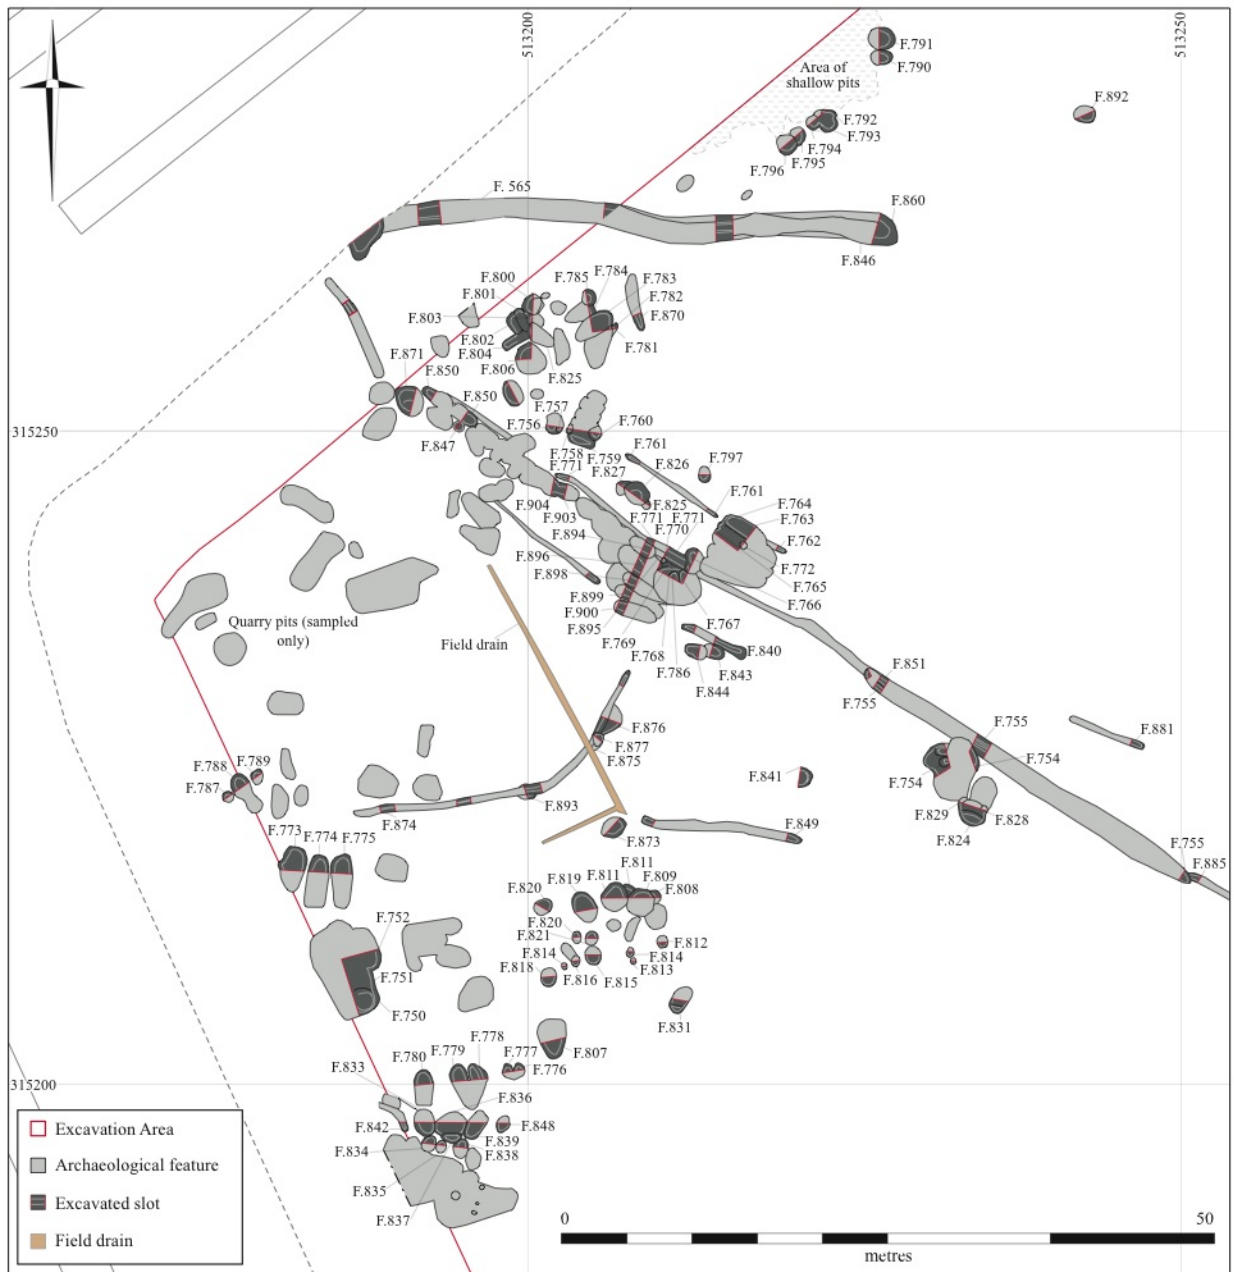 513200
513250
F.791
F.790
Area of
shallow pits
F.892
F.792
F.793
F.794
F.795
F.796
F. 565
F.860
F.846
F.800
F.801
F.803
F.802
F.804
F.806
F.825
F.785
F.784
F.783
F.782
F.870
F.781
F.871
F.850
F.850
F.847
315250
F.757
F.756
F.760
F.758
F.759
F.761
F.771
F.827
F.826
F.797
F.825
F.761
F.764
F.763
F.904
F.903
F.771
F.771
F.894
F.770
F.762
F.896
F.772
F.898
F.765
F.899
F.766
F.900
F.895
F.767
F.769
F.768
F.786
F.840
F.843
F.844
Quarry pits (sampled
only)
Field drain
F.851
F.755
F.755
F.881
F.876
F.877
F.875
F.754
F.754
F.788
F.789
F.787
F.841
F.893
F.874
F.829
F.828
F.824
F.849
F.873
F.773
F.774
F.775
F.755
F.885
F.811
F.811
F.809
F.819
F.808
F.820
F.820
F.821
F.812
F.814
F.814
F.813
F.818
F.816
F.815
F.752
F.751
F.750
F.831
F.778
F.779
F.780
F.777
F.776
F.807
F.833
315200
F.836
F.842
F.848
F.839
F.834
F.838
F.835
F.837
Excavation Area
Archaeological feature
Excavated slot
Field drain
0
50
metres